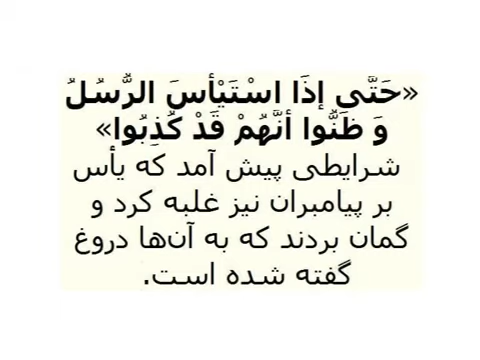 «حَتَّى إِذَا اسْتَيْأَسَ الرُّسُلُ
وَ ظَنُّوا أَنَّهُمْ قَدْ كُذِبُوا»
شرایطی پیش آمد که یأس
بر پیامبران نیز غلبه کرد و
گمان بردند که به آن‌ها دروغ
گفته شده است.